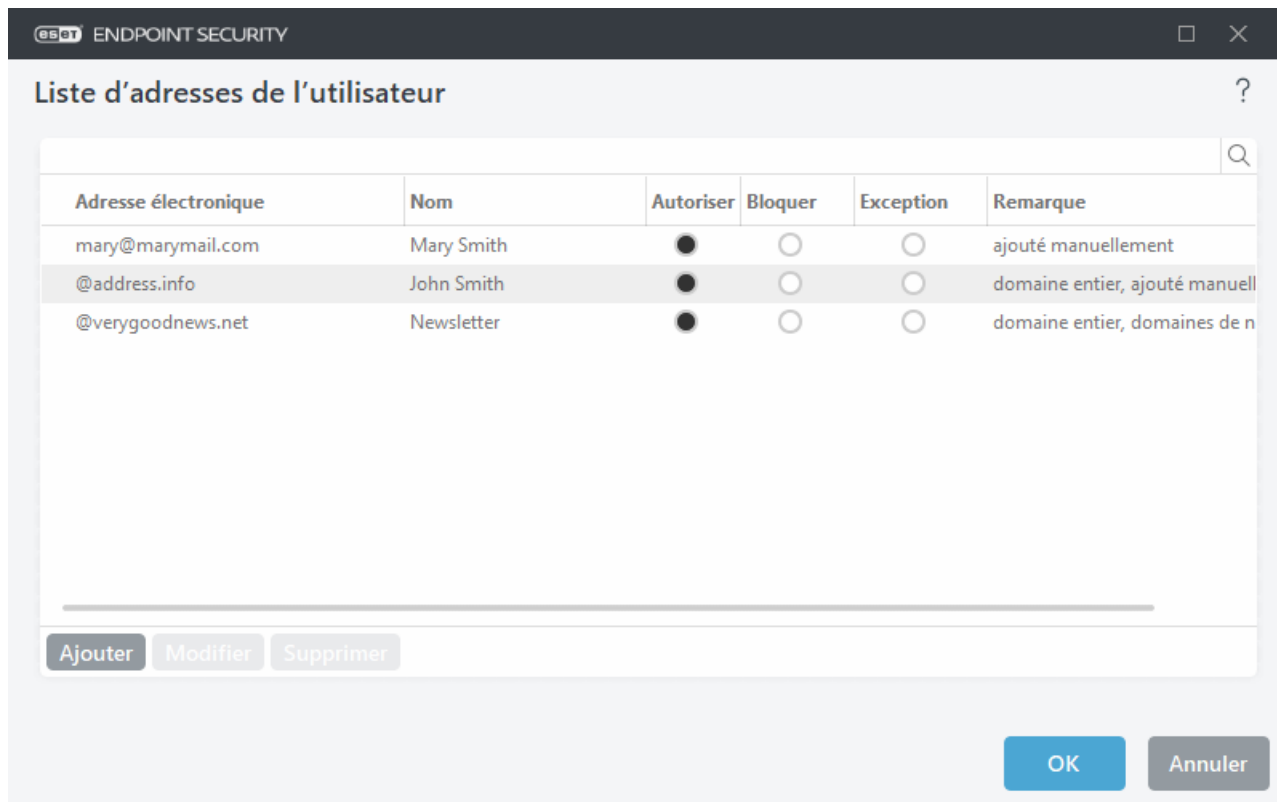 eset ENDPOINT SECURITY
Liste d’adresses de l’utilisateur
?
Adresse électronique Nom Autoriser Bloquer Exception Remarque
mary@marymail.com Mary Smith ajouté manuellement
@address.info John Smith domaine entier, ajouté manuell
@verygoodnews.net Newsletter domaine entier, domaines de n
Ajouter Modifier Supprimer
OK Annuler